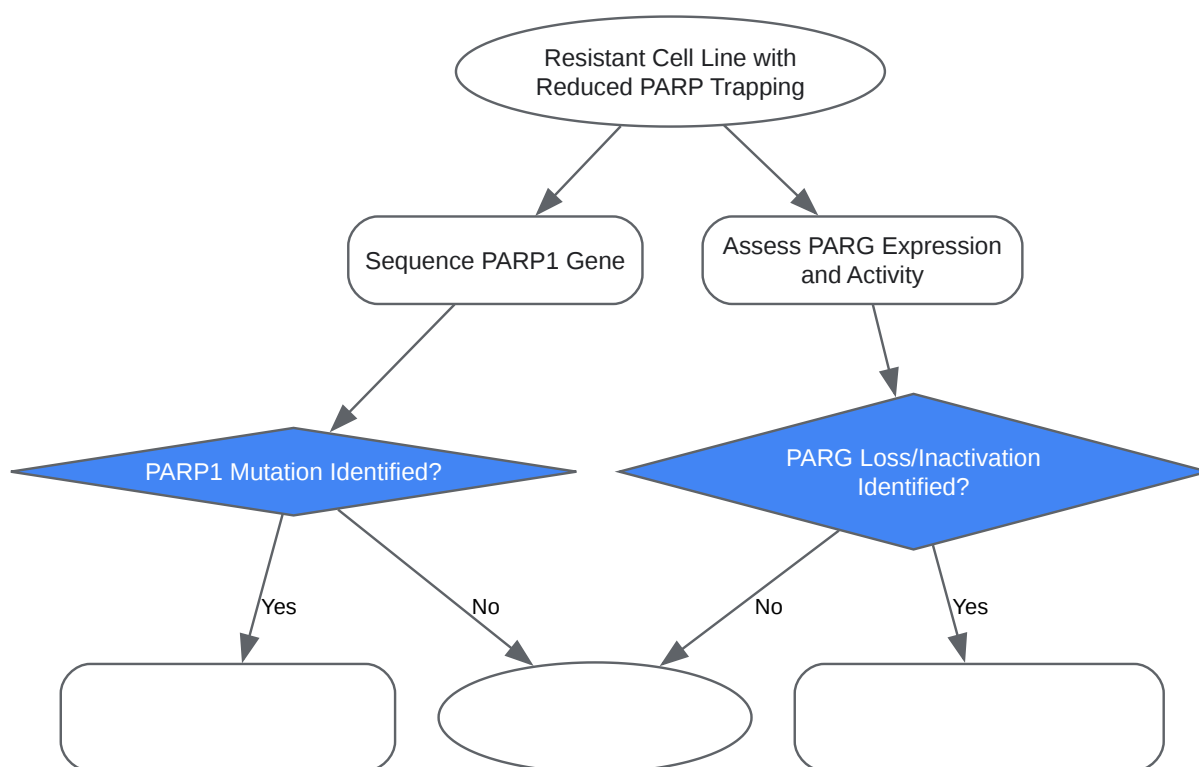 Resistant Cell Line with
Reduced PARP Trapping
Sequence PARP1 Gene
Assess PARG Expression
and Activity
PARP1 Mutation Identified?
PARG Loss/Inactivation
Identified?
Yes
No
No
Yes